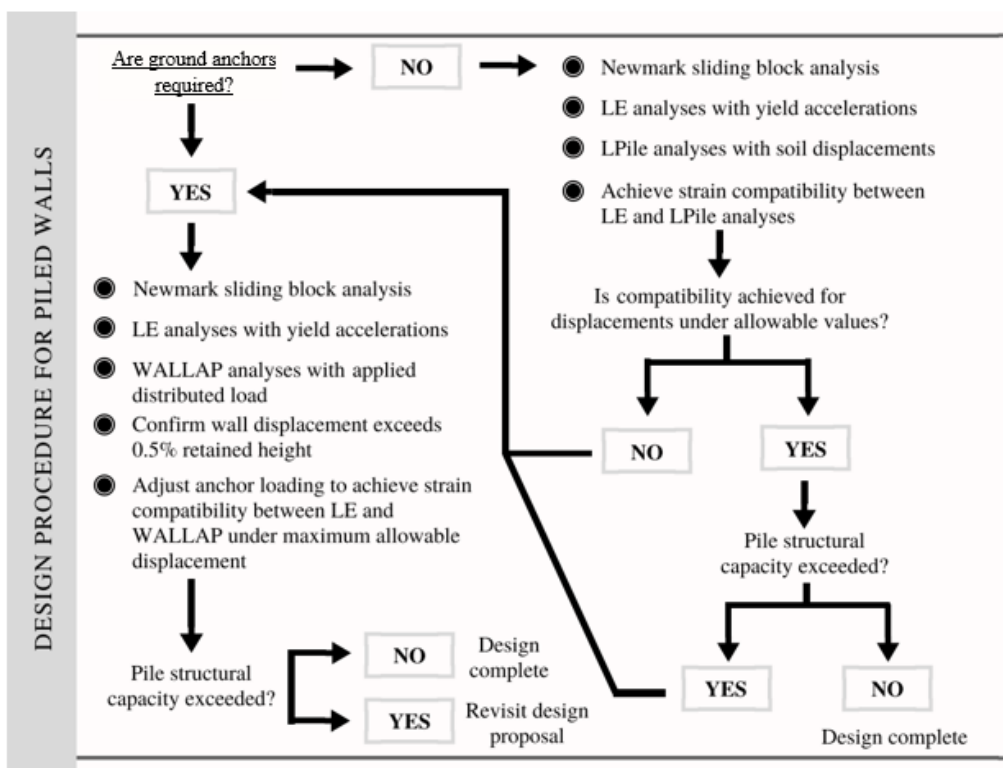 DESIGN PROCEDURE FOR PILED WALLS
Are ground anchors
required?
NO
Newmark sliding block analysis
LE analyses with yield accelerations
LPile analyses with soil displacements
Achieve strain compatibility between
LE and LPile analyses
YES
Newmark sliding block analysis
LE analyses with yield accelerations
WALLAP analyses with applied
distributed load
Confirm wall displacement exceeds
0.5% retained height
Adjust anchor loading to achieve strain
compatibility between LE and
WALLAP under maximum allowable
displacement
Pile structural
capacity exceeded?
NO
Design
complete
YES
Revisit design
proposal
Is compatibility achieved for
displacements under allowable values?
NO
YES
Pile structural
capacity exceeded?
YES
NO
Design complete